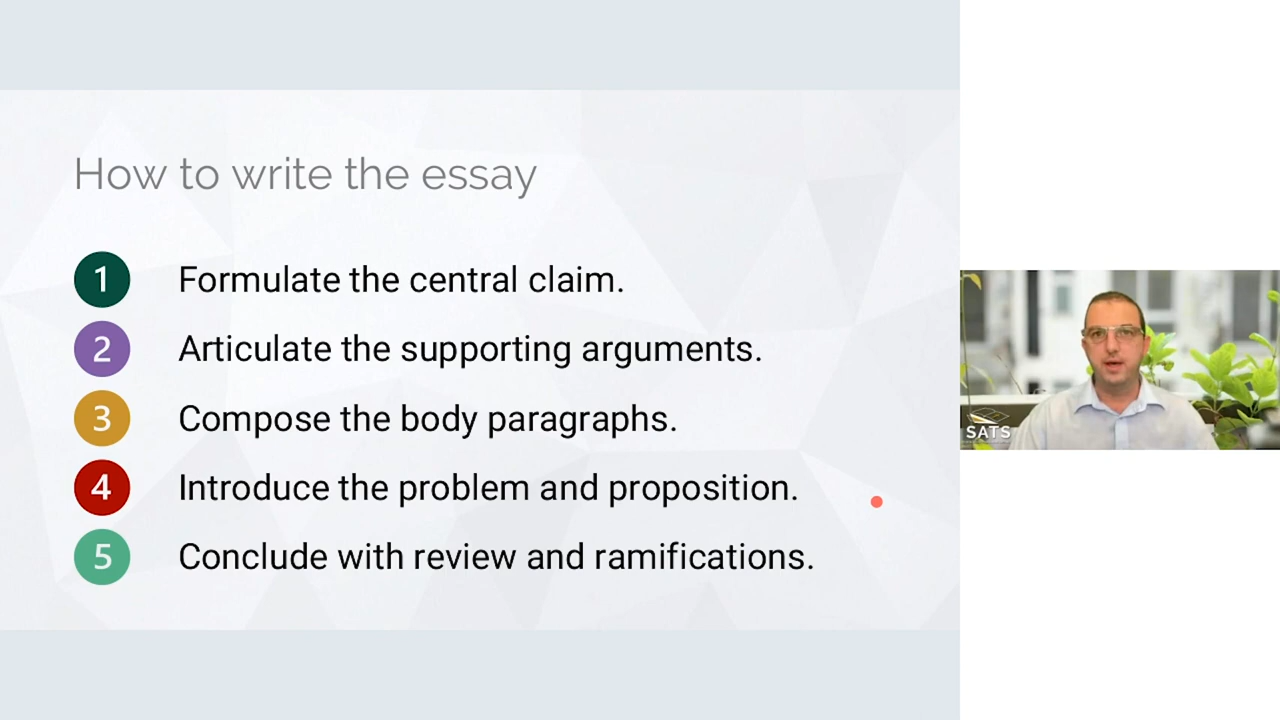 How to write the essay
1 Formulate the central claim.
2 Articulate the supporting arguments.
3 Compose the body paragraphs.
4 Introduce the problem and proposition.
5 Conclude with review and ramifications.
SATS